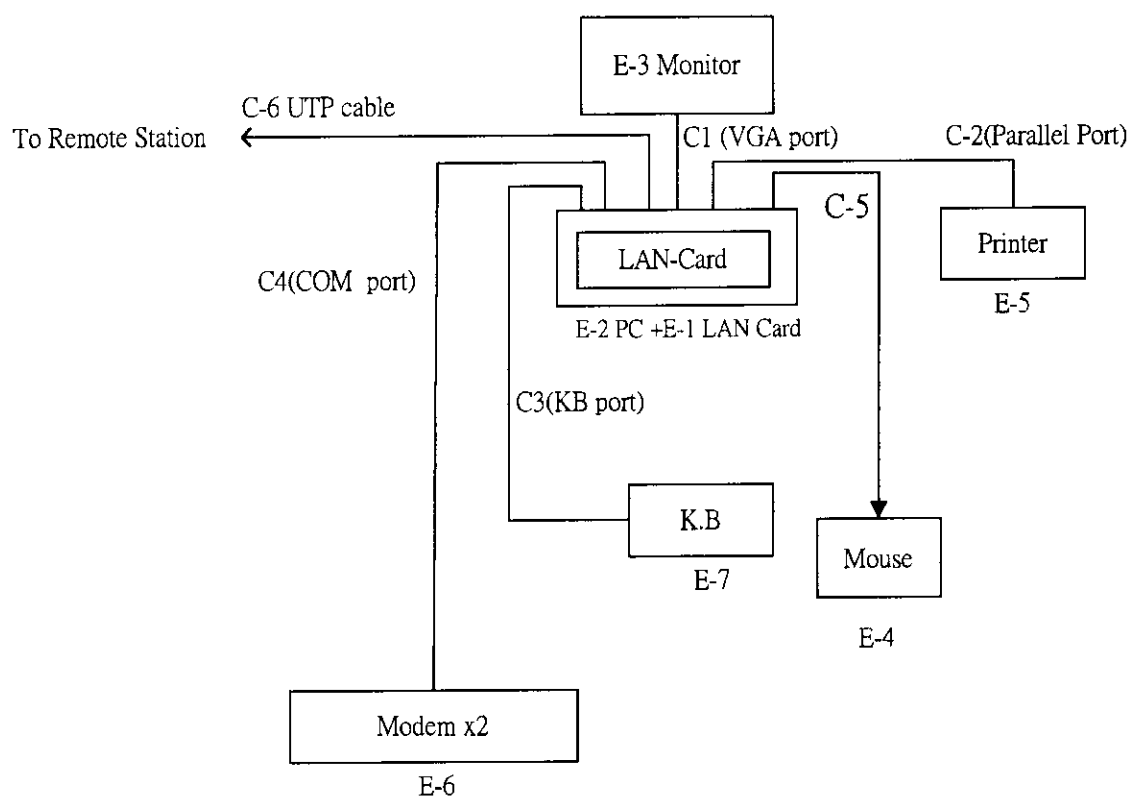 E-3 Monitor
C-6 UTP cable
To Remote Station
C1 (VGA port)
C-2(Parallel Port)
C-5
LAN-Card
Printer
C4(COM port)
E-5
E-2 PC +E-1 LAN Card
C3(KB port)
K.B
Mouse
E-7
E-4
Modem x2
E-6